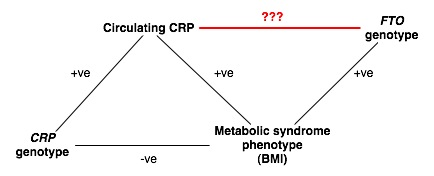 ???
Circulating CRP
FTO
genotype
+ve
+ve
+ve
CRP
genotype
-ve
Metabolic syndrome
phenotype
(BMI)